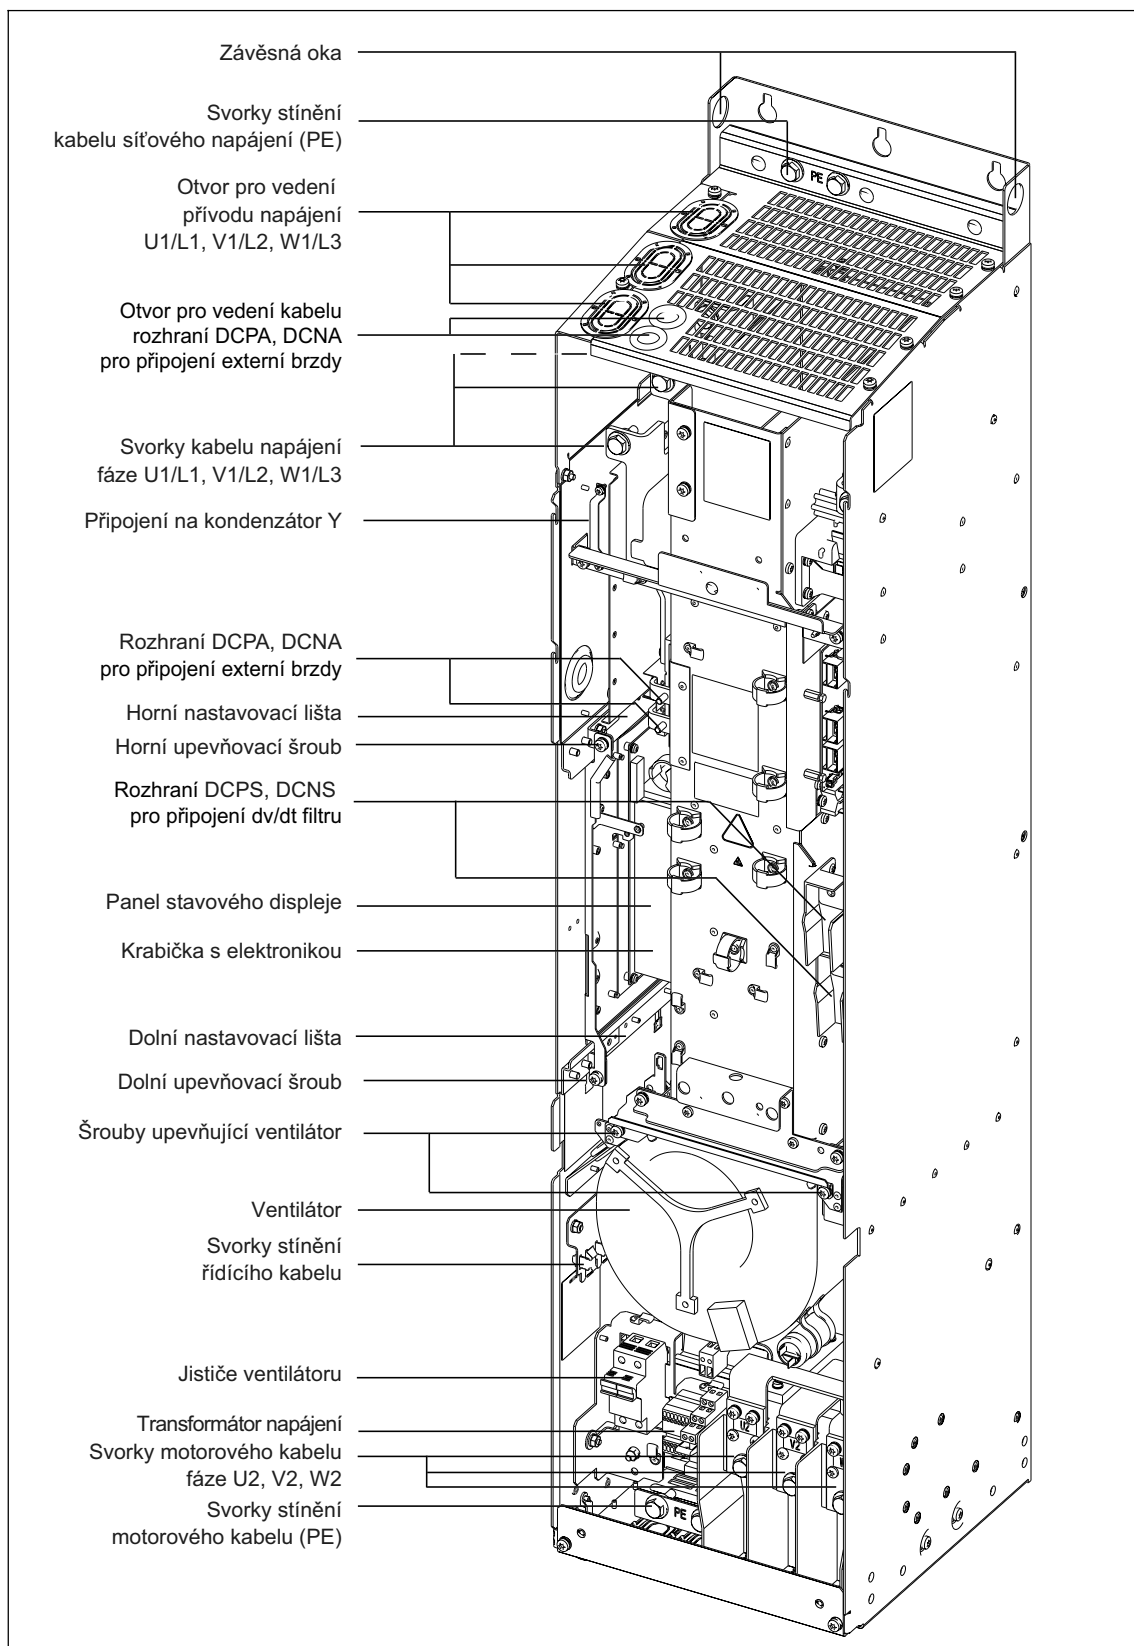 Závěsná oka
Svorky stínění
kabelu síťového napájení (PE)
PE
Otvor pro vedení
přívodu napájení
U1/L1, V1/L2, W1/L3
Otvor pro vedení kabelu
rozhraní DCPA, DCNA
pro připojení externí brzdy
Svorky kabelu napájení
fáze U1/L1, V1/L2, W1/L3
Připojení na kondenzátor Y
Rozhraní DCPA, DCNA
pro připojení externí brzdy
Horní nastavovací lišta
Horní upevňovací šroub
Rozhraní DCPS, DCNS
pro připojení dv/dt filtru
Panel stavového displeje
Krabička s elektronikou
Dolní nastavovací lišta
Dolní upevňovací šroub
Šrouby upevňující ventilátor
Ventilátor
Svorky stínění
řídícího kabelu
Jističe ventilátoru
Transformátor napájení
Svorky motorového kabelu
fáze U2, V2, W2
U2
V2
Svorky stínění
motorového kabelu (PE)
PE